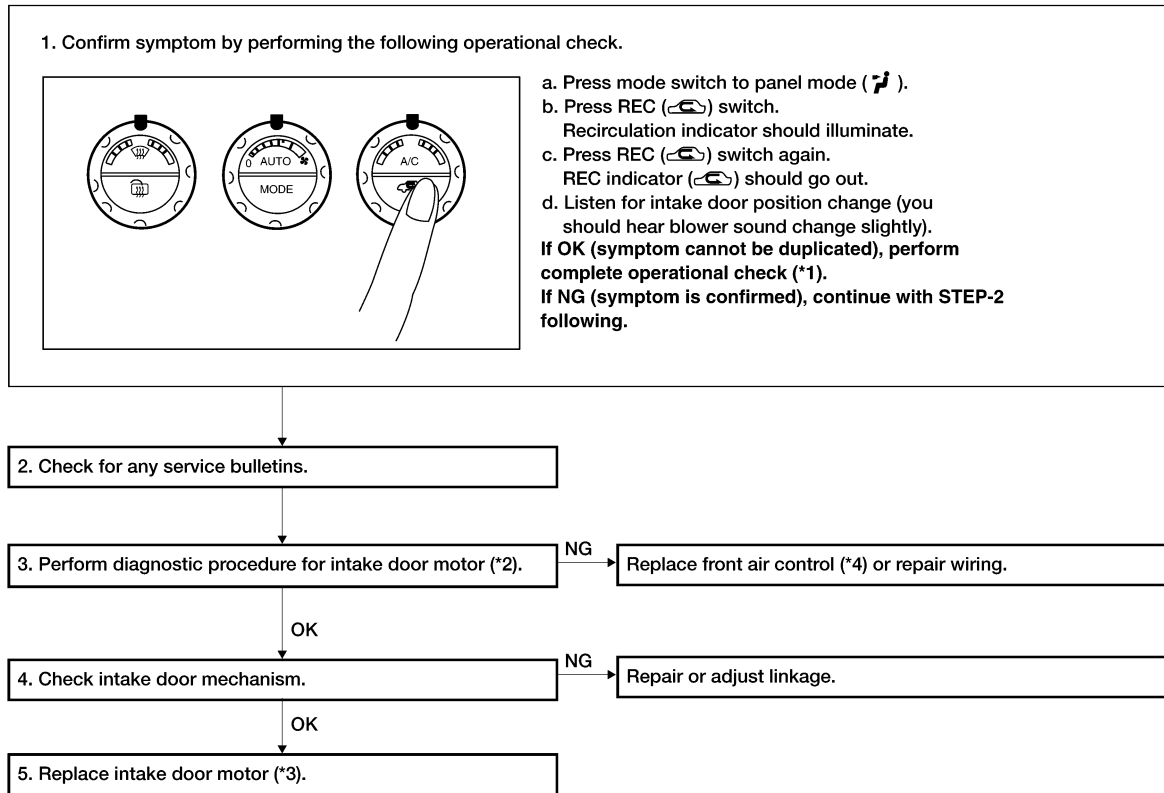 1. Confirm symptom by performing the following operational check.
0 AUTO
MODE
A/C
a. Press mode switch to panel mode ( ).
b. Press REC ( ) switch.
Recirculation indicator should illuminate.
c. Press REC ( ) switch again.
REC indicator ( ) should go out.
d. Listen for intake door position change (you
should hear blower sound change slightly).
If OK (symptom cannot be duplicated), perform
complete operational check (*1).
If NG (symptom is confirmed), continue with STEP-2
following.
2. Check for any service bulletins.
3. Perform diagnostic procedure for intake door motor (*2).
NG
Replace front air control (*4) or repair wiring.
OK
4. Check intake door mechanism.
NG
Repair or adjust linkage.
OK
5. Replace intake door motor (*3).